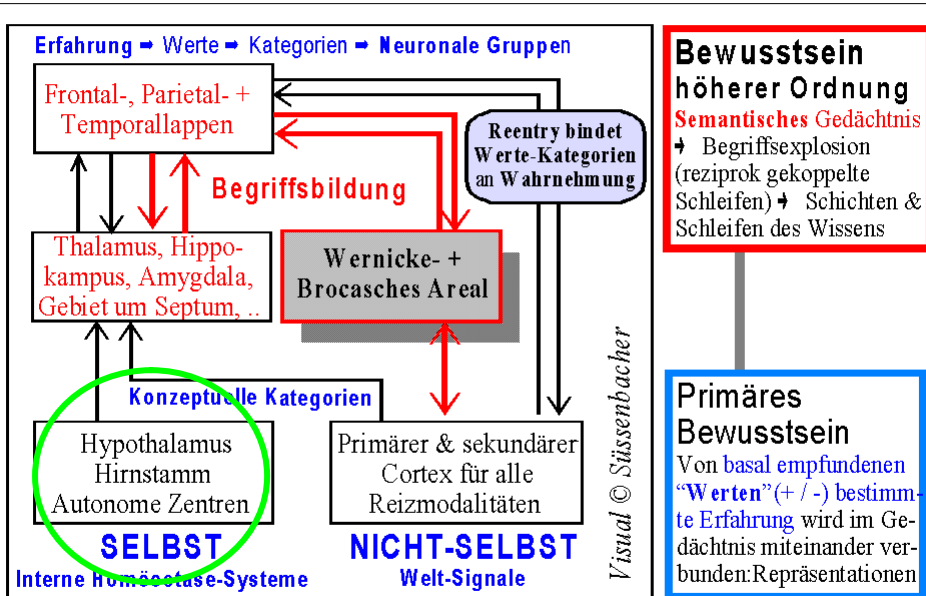 Erfahrung ➡ Werte ➡ Kategorien ➡ Neuronale Gruppen
Frontal-, Parietal- +
Temporallappen
Reentry bindet
Werte-Kategorien
an Wahrnehmung
Begriffsbildung
Thalamus, Hippo-
kampus, Amygdala,
Gebiet um Septum, ..
Wernicke- +
Brocasches Areal
Konzeptuelle Kategorien
Hypothalamus
Hirnstamm
Autonome Zentren
Primärer & sekundärer
Cortex für alle
Reizmodalitäten
SELBST
Interne Homöostase-Systeme
NICHT-SELBST
Welt-Signale
Visual © Süssenbacher
Bewusstsein
höherer Ordnung
Semantisches Gedächtnis
➔ Begriffsexplosion
(reziprok gekoppelte
Schleifen) ➔ Schichten &
Schleifen des Wissens
Primäres
Bewusstsein
Von basal empfundenen
“Werten”(+ / -) bestimm-
te Erfahrung wird im Ge-
dächtnis miteinander ver-
bunden:Repräsentationen